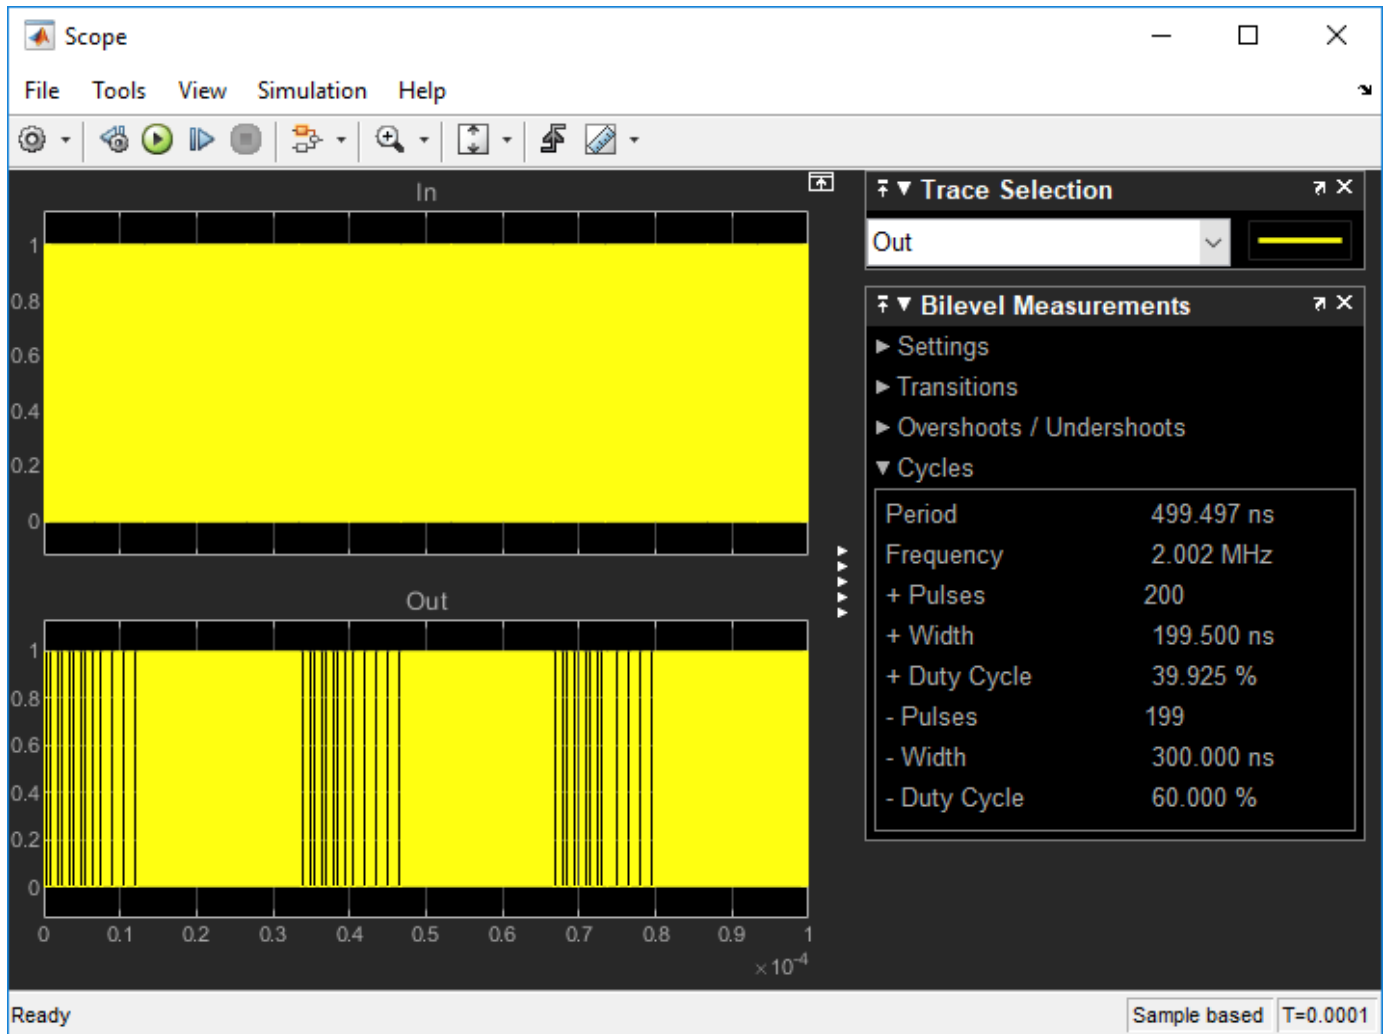 Scope
File Tools View Simulation Help
In
1
0.8
0.6
0.4
0.2
0
Out
1
0.8
0.6
0.4
0.2
0
0 0.1 0.2 0.3 0.4 0.5 0.6 0.7 0.8 0.9 1
×10-4
Trace Selection
Out
Bilevel Measurements
Settings
Transitions
Overshoots / Undershoots
Cycles
Period 499.497 ns
Frequency 2.002 MHz
+ Pulses 200
+ Width 199.500 ns
+ Duty Cycle 39.925 %
- Pulses 199
- Width 300.000 ns
- Duty Cycle 60.000 %
Ready Sample based T=0.0001